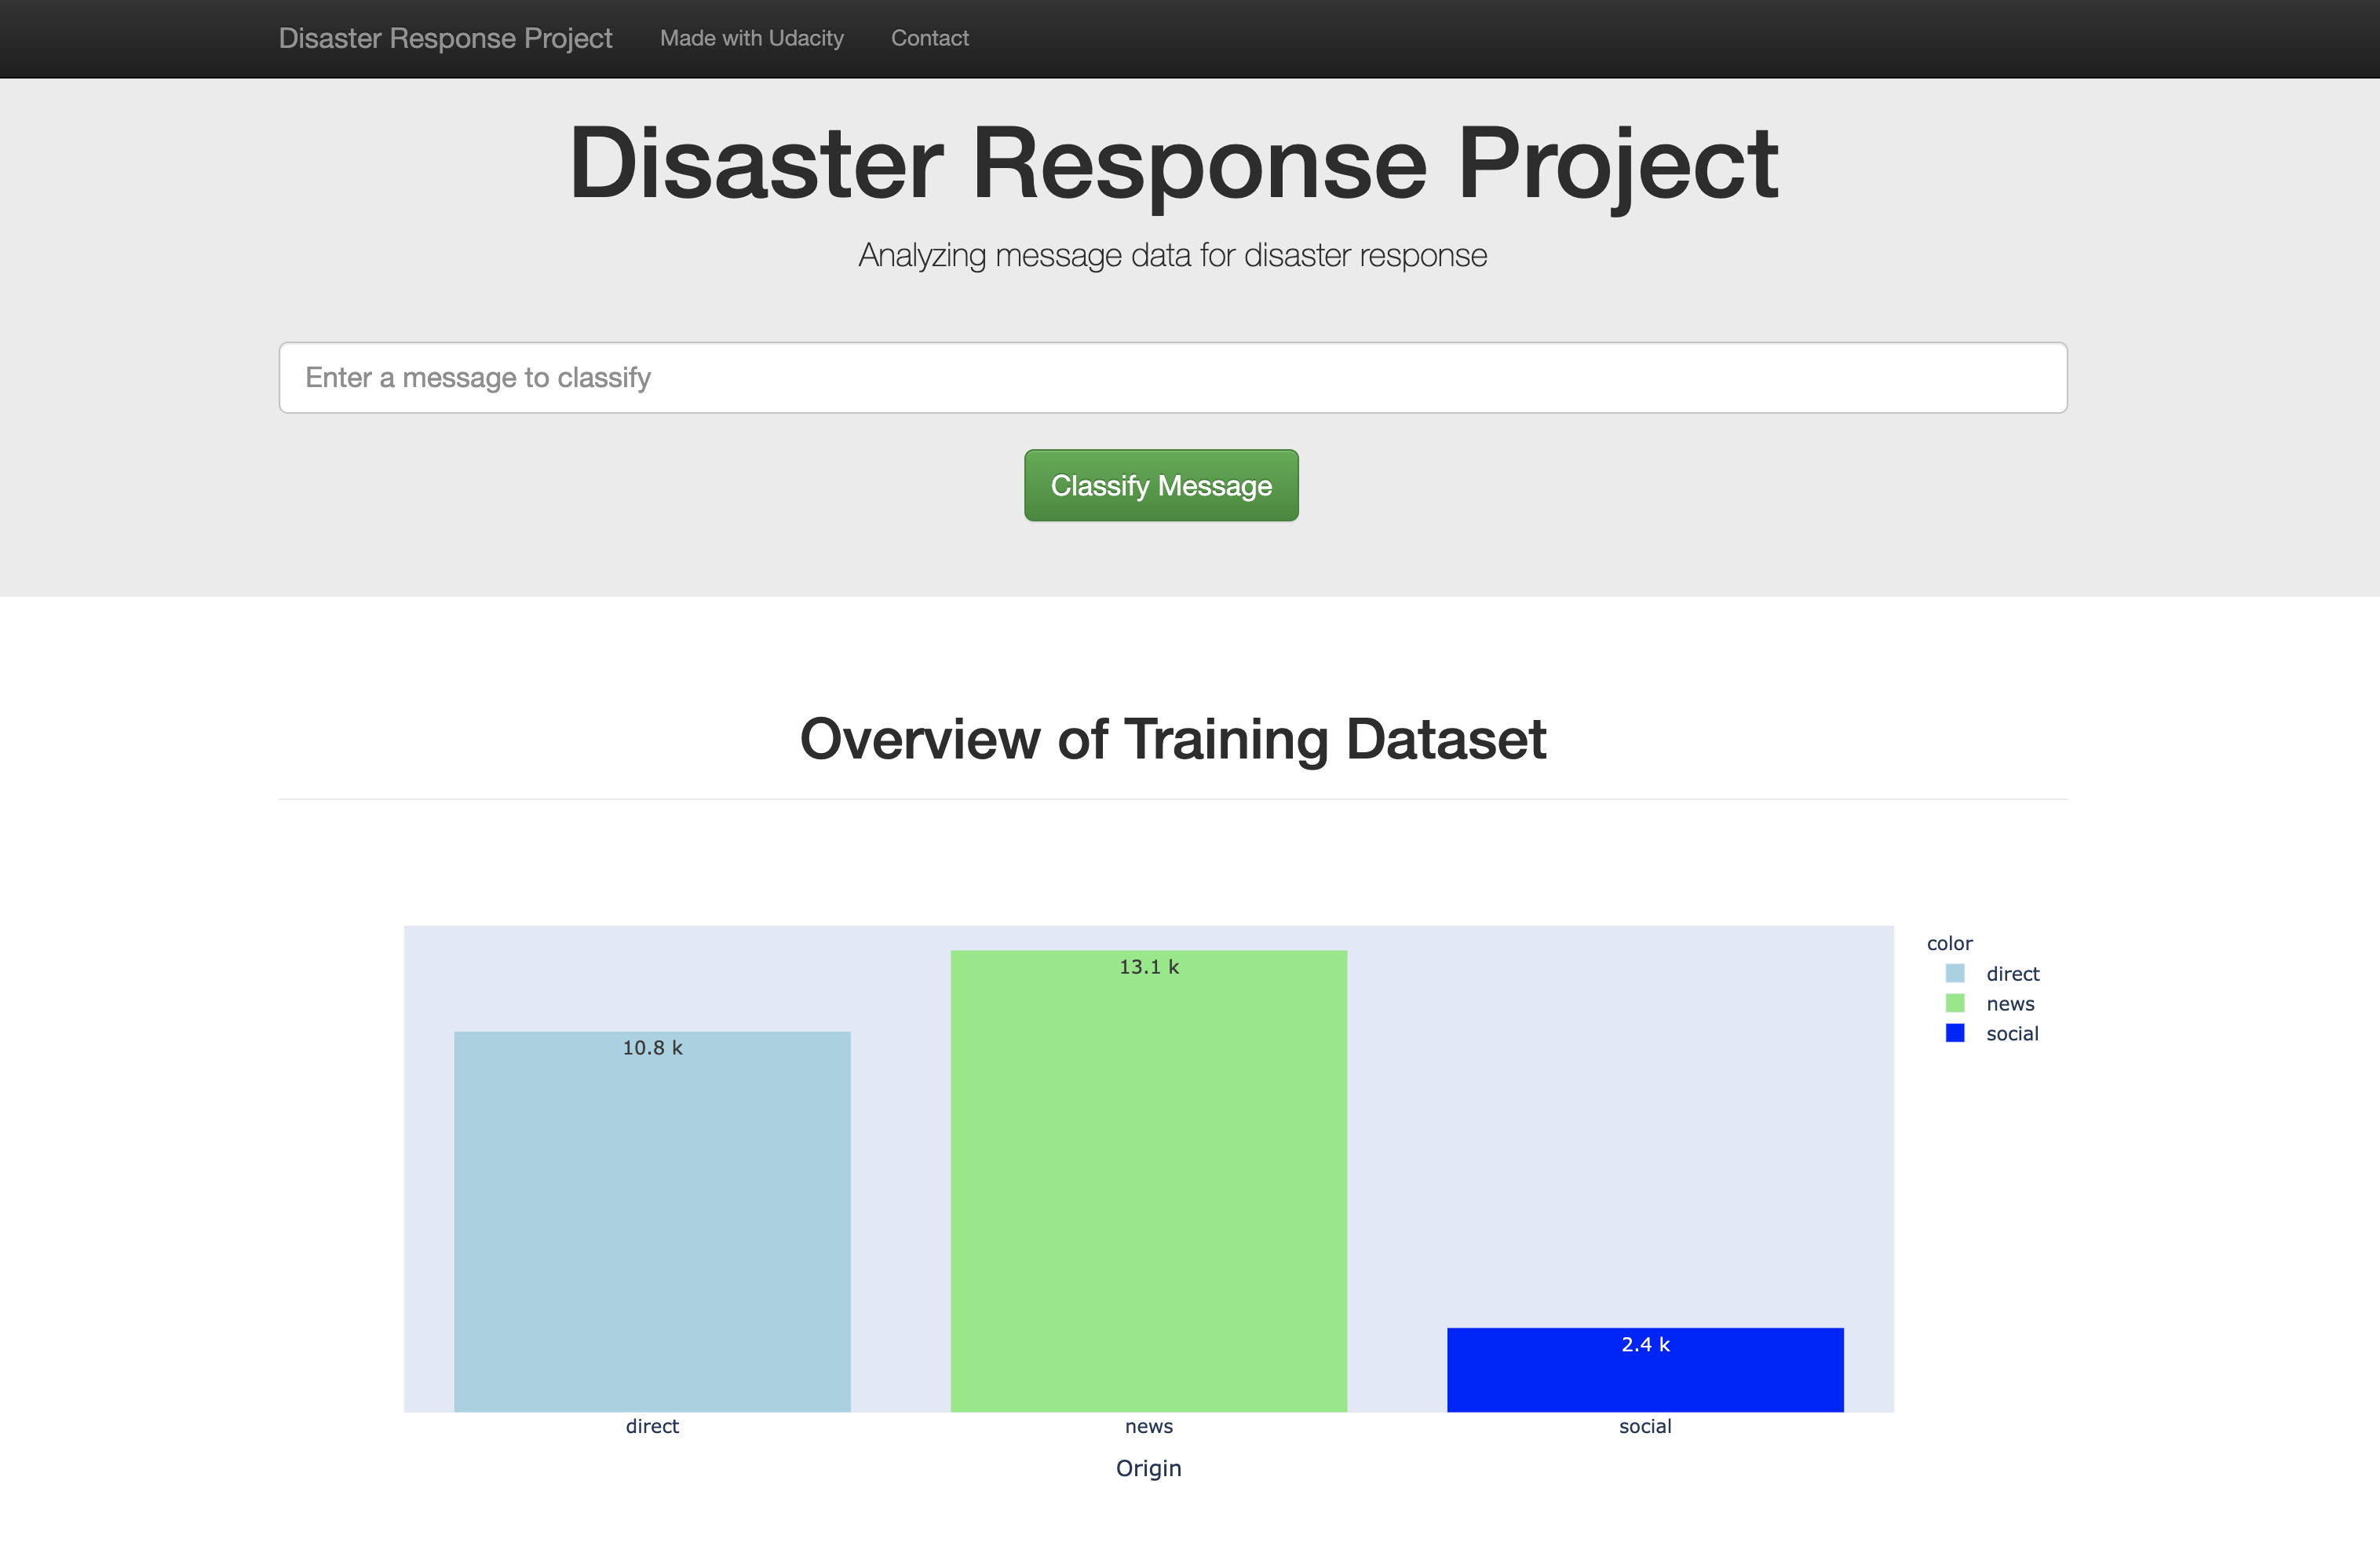 Disaster Response Project Made with Udacity Contact
Disaster Response Project
Analyzing message data for disaster response
Enter a message to classify
Classify Message
Overview of Training Dataset
color
direct
news
social
13.1 k
10.8 k
2.4 k
direct news social
Origin